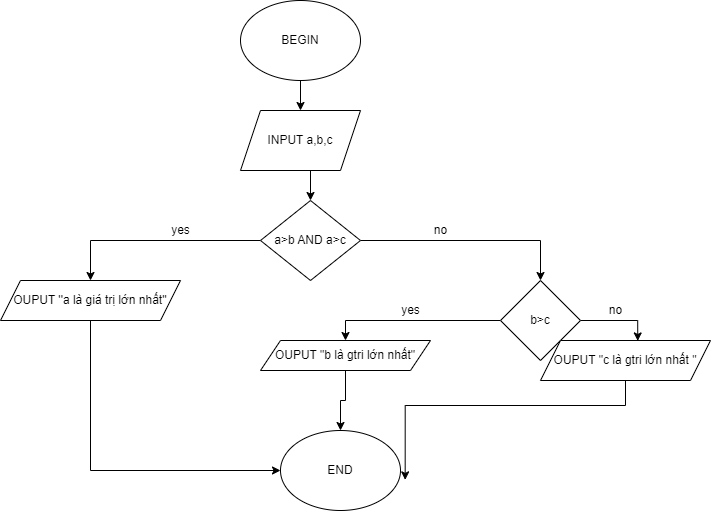 BEGIN
INPUT a,b,c
a>b AND a>c
yes
no
OUPUT "a là giá trị lớn nhất"
b>c
yes
no
OUPUT "b là gtri lớn nhất"
OUPUT "c là gtri lớn nhất "
END